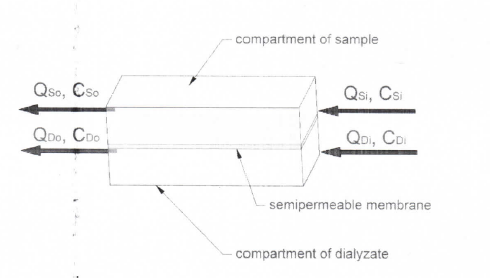 compartment of sample
QSo, CSo
QSi, CSi
QDo, CDo
QDi, CDi
semipermeable membrane
compartment of dialyzate